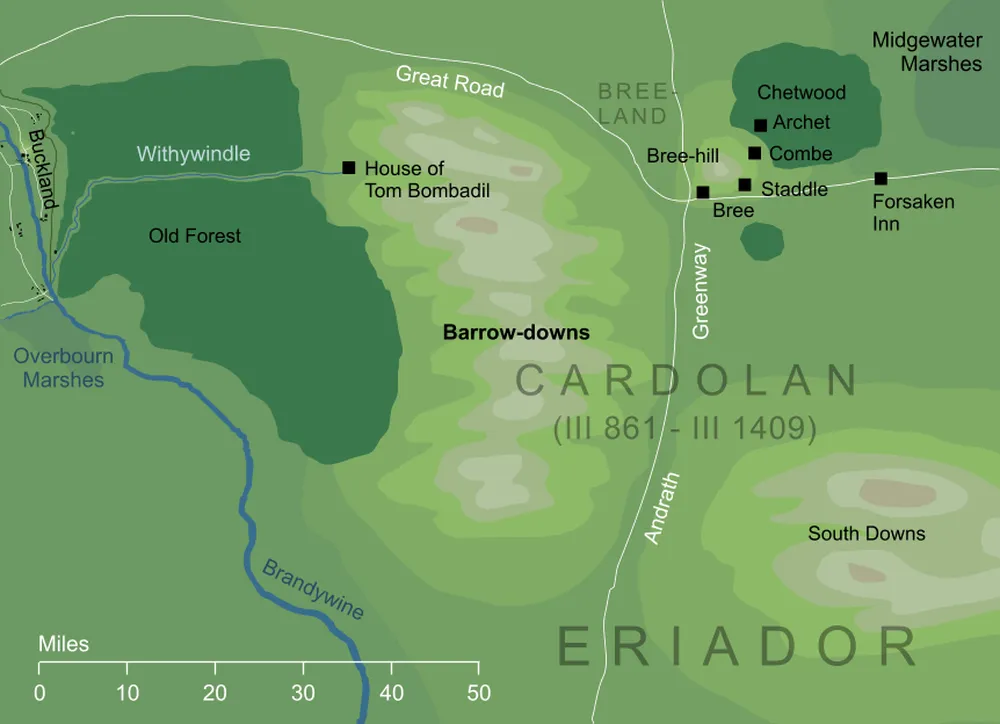 Midgewater
Marshes
Great Road
BREE-
LAND
Chetwood
Archet
Buckland
Withywindle
House of
Tom Bombadil
Bree-hill
Combe
Staddle
Bree
Forsaken
Inn
Old Forest
Greenway
Barrow-downs
Overbourn
Marshes
CARDOLAN
(III 861 - III 1409)
Andrath
South Downs
Brandywine
ERIADOR
Miles
0 10 20 30 40 50